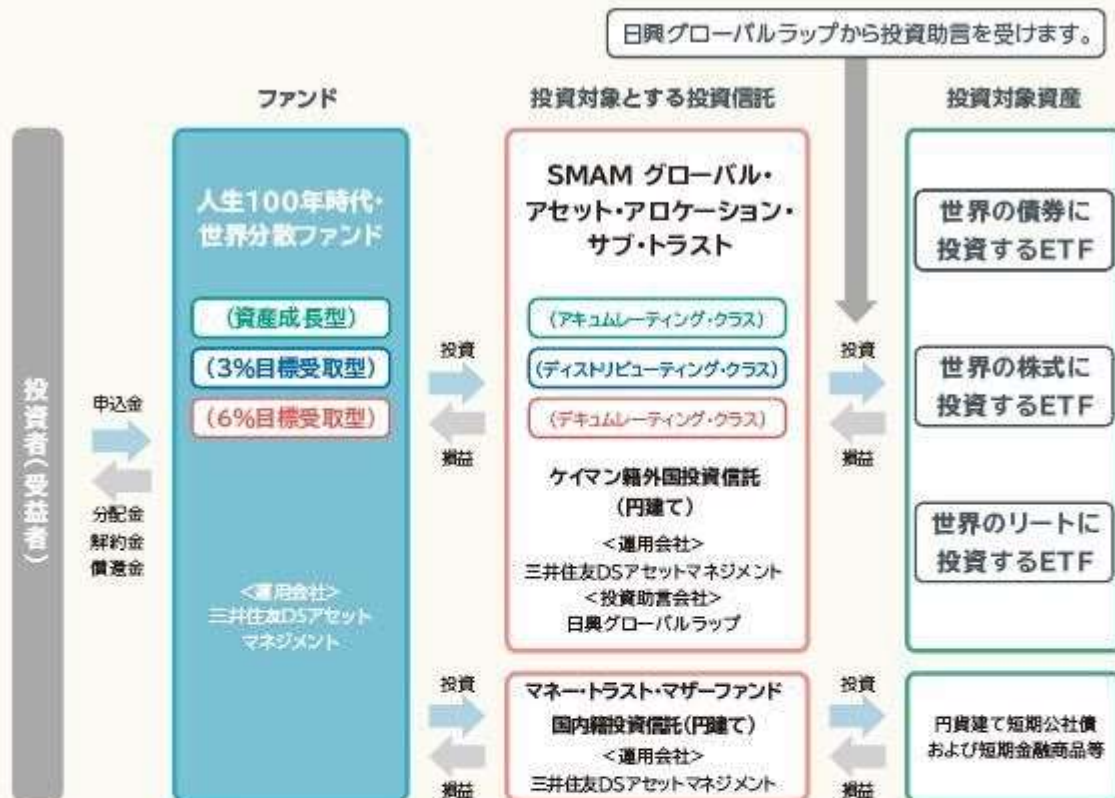 日興グローバルラップから投資助言を受けます。
ファンド
投資対象とする投資信託
投資対象資産
投資者(受益者)
申込金
分配金
解約金
償還金
人生100年時代・
世界分散ファンド
(資産成長型)
(3%目標受取型)
(6%目標受取型)
<運用会社>
三井住友DSアセット
マネジメント
投資
損益
SMAM グローバル・
アセット・アロケーション・
サブ・トラスト
(アキュムレーティング・クラス)
(ディストリビューティング・クラス)
(デキュムレーティング・クラス)
ケイマン籍外国投資信託
(円建て)
<運用会社>
三井住友DSアセットマネジメント
<投資助言会社>
日興グローバルラップ
投資
損益
世界の債券に
投資するETF
世界の株式に
投資するETF
世界のリートに
投資するETF
投資
損益
マネー・トラスト・マザーファンド
国内籍投資信託(円建て)
<運用会社>
三井住友DSアセットマネジメント
投資
損益
円貨建て短期公社債
および短期金融商品等